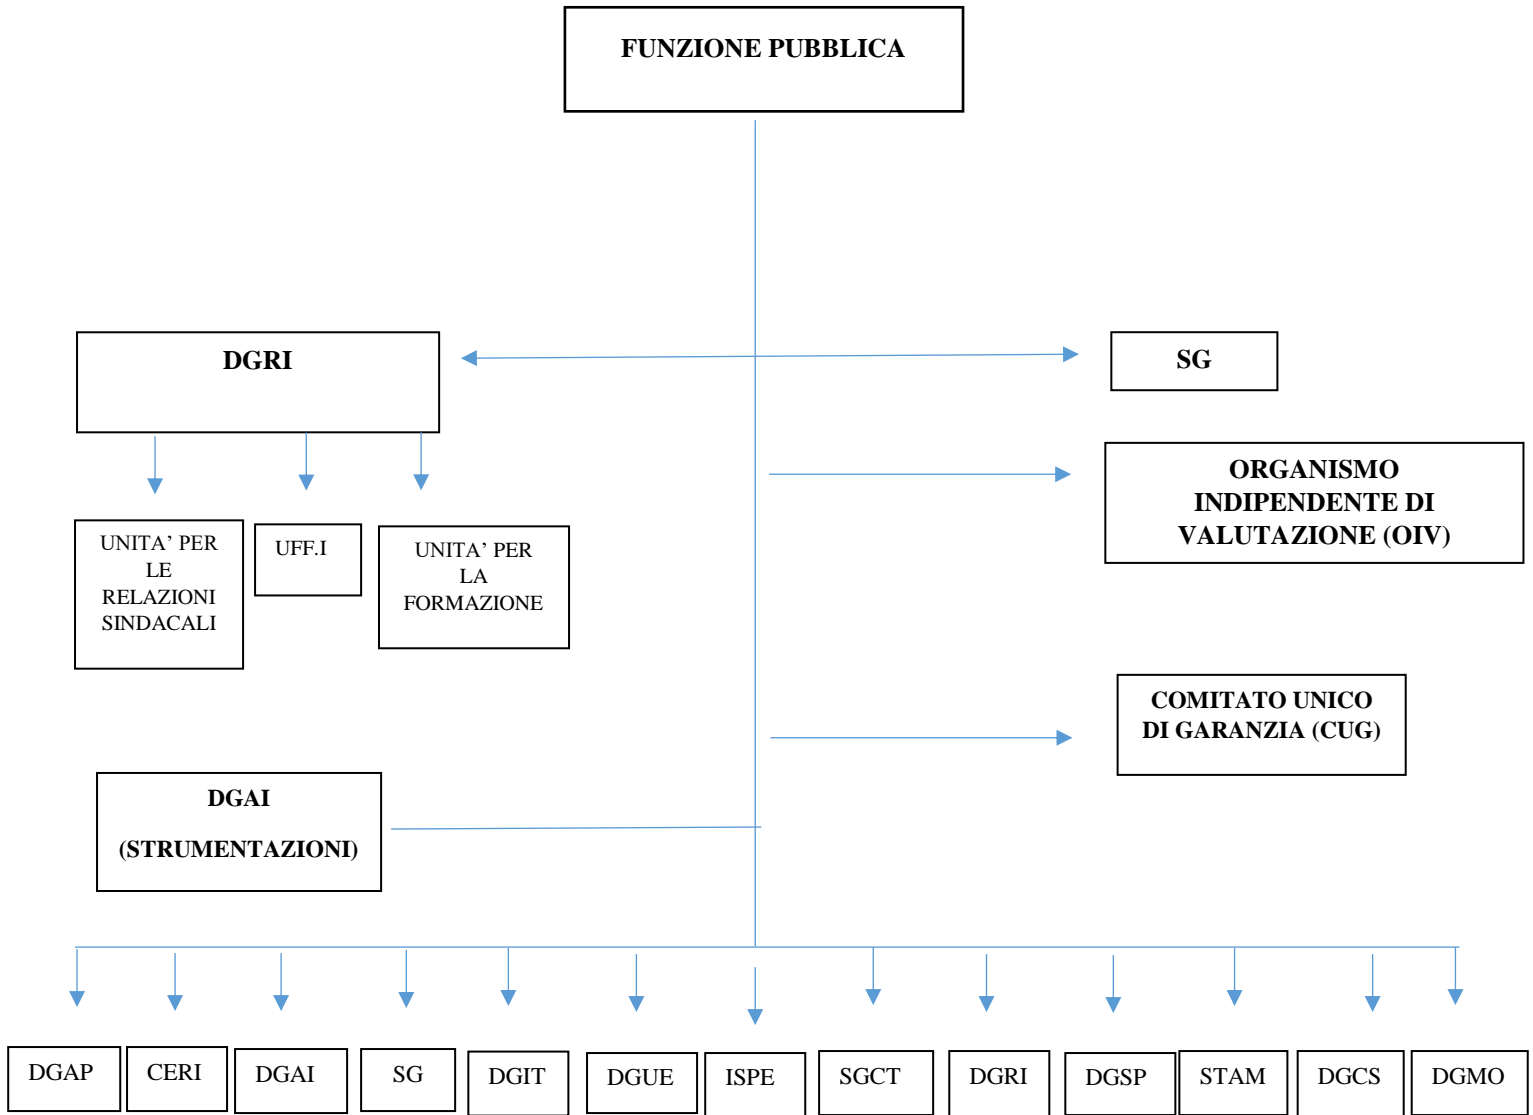 FUNZIONE PUBBLICA
DGRI
SG
UNITA’ PER
LE
RELAZIONI
SINDACALI
UFF.I
UNITA’ PER
LA
FORMAZIONE
ORGANISMO
INDIPENDENTE DI
VALUTAZIONE (OIV)
COMITATO UNICO
DI GARANZIA (CUG)
DGAI
(STRUMENTAZIONI)
DGAP
CERI
DGAI
SG
DGIT
DGUE
ISPE
SGCT
DGRI
DGSP
STAM
DGCS
DGMO